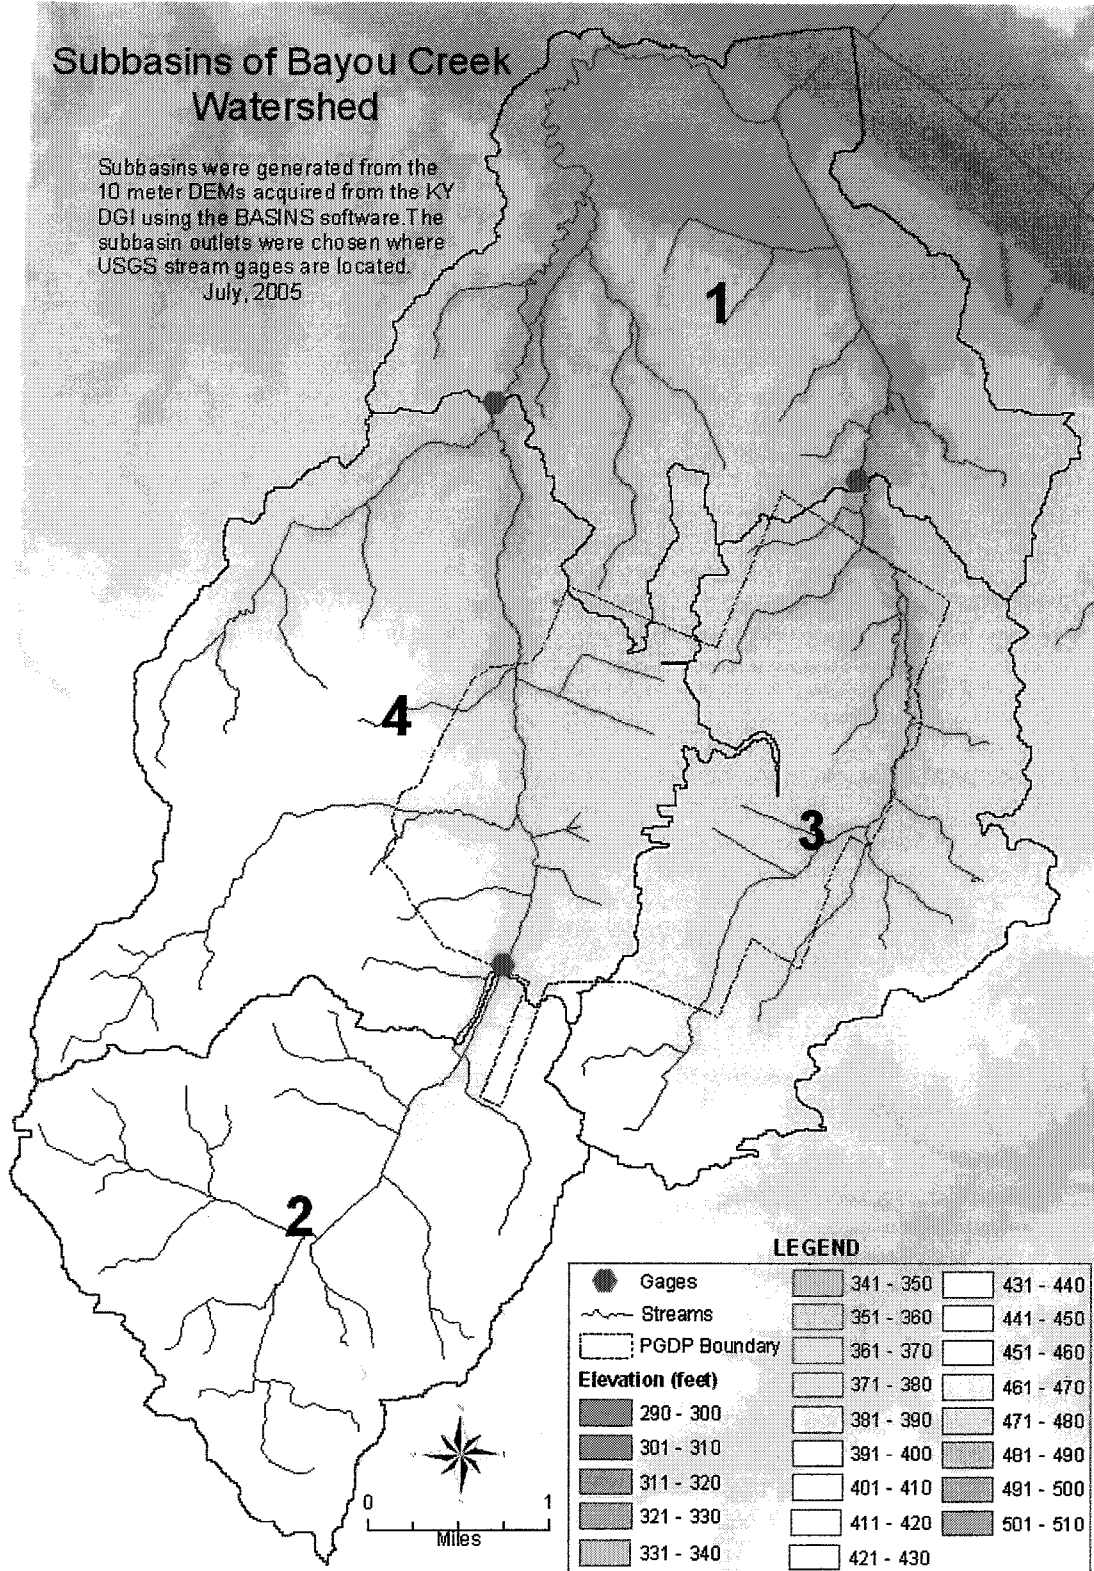 Subbasins of Bayou Creek
Watershed
Subbasins were generated from the
10 meter DEMs acquired from the KY
DGI using the BASINS software.The
subbasin outlets were chosen where
USGS stream gages are located.
July, 2005
1
4
3
2
LEGEND
Gages
Streams
PGDP Boundary
Elevation (feet)
290 - 300
301 - 310
311 - 320
321 - 330
331 - 340
341 - 350
351 - 360
361 - 370
371 - 380
381 - 390
391 - 400
401 - 410
411 - 420
421 - 430
431 - 440
441 - 450
451 - 460
461 - 470
471 - 480
481 - 490
491 - 500
501 - 510
0 1
Miles